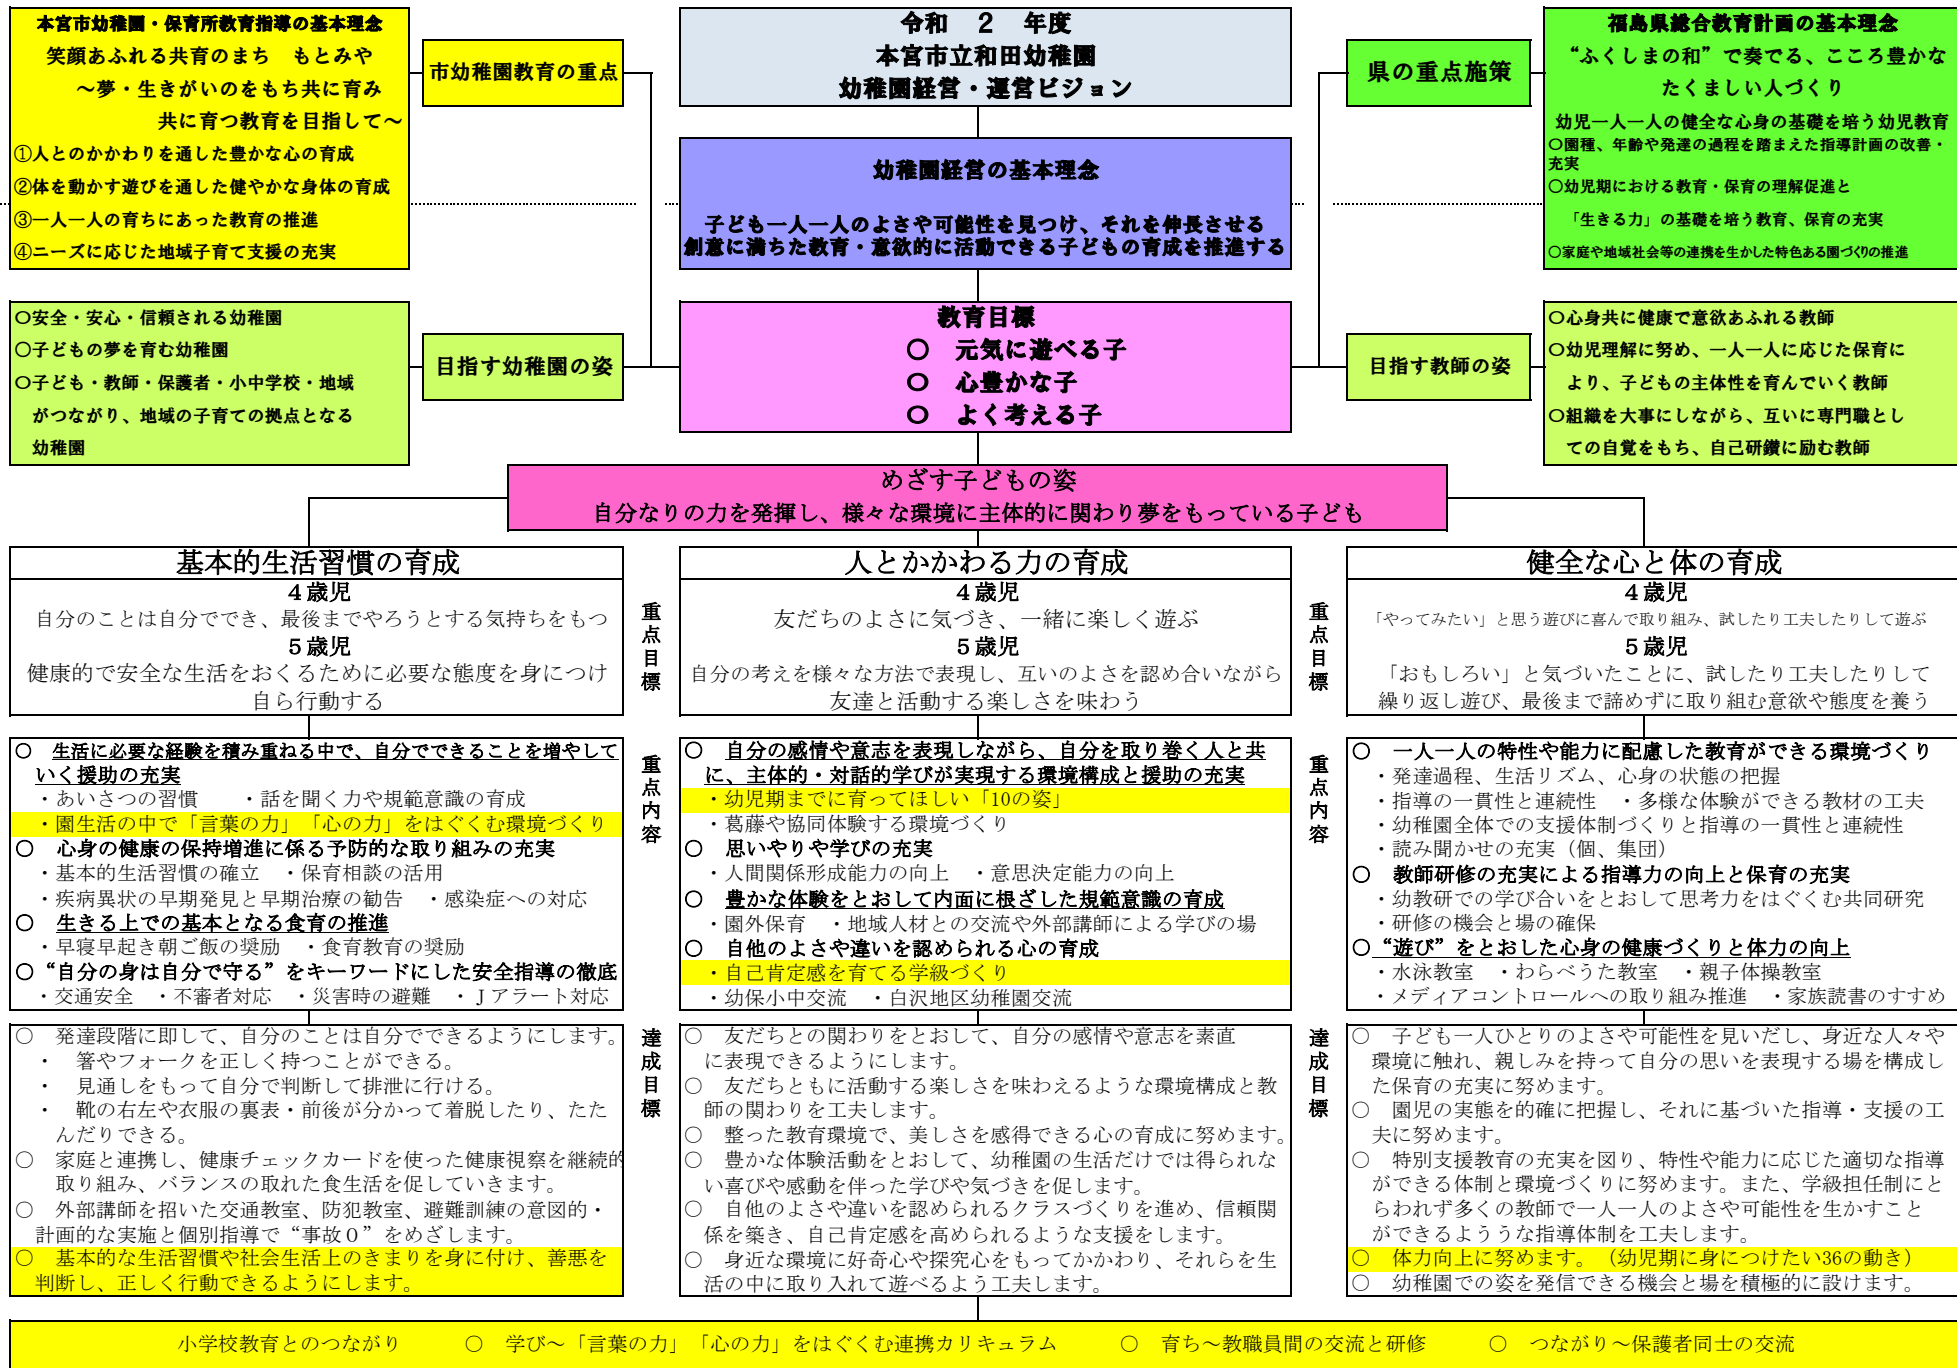 本宮市幼稚園・保育所教育指導の基本理念
笑顔あふれる共育のまち　もとみや
～夢・生きがいのをもち共に育み
共に育つ教育を目指して～
①人とのかかわりを通した豊かな心の育成
②体を動かす遊びを通した健やかな身体の育成
③一人一人の育ちにあった教育の推進
④ニーズに応じた地域子育て支援の充実
市幼稚園教育の重点
令和　２　年度
本宮市立和田幼稚園
幼稚園経営・運営ビジョン
県の重点施策
福島県総合教育計画の基本理念
“ふくしまの和”で奏でる、こころ豊かな
たくましい人づくり
幼児一人一人の健全な心身の基礎を培う幼児教育
〇園種、年齢や発達の過程を踏まえた指導計画の改善・
充実
〇幼児期における教育・保育の理解促進と
「生きる力」の基礎を培う教育、保育の充実
〇家庭や地域社会等の連携を生かした特色ある園づくりの推進
幼稚園経営の基本理念
子ども一人一人のよさや可能性を見つけ、それを伸長させる
創意に満ちた教育・意欲的に活動できる子どもの育成を推進する
〇安全・安心・信頼される幼稚園
〇子どもの夢を育む幼稚園
〇子ども・教師・保護者・小中学校・地域
がつながり、地域の子育ての拠点となる
幼稚園
目指す幼稚園の姿
教育目標
〇　元気に遊べる子
〇　心豊かな子
〇　よく考える子
目指す教師の姿
〇心身共に健康で意欲あふれる教師
〇幼児理解に努め、一人一人に応じた保育に
より、子どもの主体性を育んでいく教師
〇組織を大事にしながら、互いに専門職とし
ての自覚をもち、自己研鑽に励む教師
めざす子どもの姿
自分なりの力を発揮し、様々な環境に主体的に関わり夢をもっている子ども
基本的生活習慣の育成
４歳児
自分のことは自分ででき、最後までやろうとする気持ちをもつ
５歳児
健康的で安全な生活をおくるために必要な態度を身につけ
自ら行動する
重点目標
人とかかわる力の育成
４歳児
友だちのよさに気づき、一緒に楽しく遊ぶ
５歳児
自分の考えを様々な方法で表現し、互いのよさを認め合いながら
友達と活動する楽しさを味わう
重点目標
健全な心と体の育成
４歳児
「やってみたい」と思う遊びに喜んで取り組み、試したり工夫したりして遊ぶ
５歳児
「おもしろい」と気づいたことに、試したり工夫したりして
繰り返し遊び、最後まで諦めずに取り組む意欲や態度を養う
〇　生活に必要な経験を積み重ねる中で、自分でできることを増やして
いく援助の充実
・あいさつの習慣　　・話を聞く力や規範意識の育成
・園生活の中で「言葉の力」「心の力」をはぐくむ環境づくり
〇　心身の健康の保持増進に係る予防的な取り組みの充実
・基本的生活習慣の確立　・保育相談の活用
・疾病異状の早期発見と早期治療の勧告　・感染症への対応
〇　生きる上での基本となる食育の推進
・早寝早起き朝ご飯の奨励　・食育教育の奨励
〇“自分の身は自分で守る”をキーワードにした安全指導の徹底
・交通安全　・不審者対応　・災害時の避難　・Ｊアラート対応
重点内容
〇　自分の感情や意志を表現しながら、自分を取り巻く人と共
に、主体的・対話的学びが実現する環境構成と援助の充実
・幼児期までに育ってほしい「10の姿」
・葛藤や協同体験する環境づくり
〇　思いやりや学びの充実
・人間関係形成能力の向上　・意思決定能力の向上
〇　豊かな体験をとおして内面に根ざした規範意識の育成
・園外保育　・地域人材との交流や外部講師による学びの場
〇　自他のよさや違いを認められる心の育成
・自己肯定感を育てる学級づくり
・幼保小中交流　・白沢地区幼稚園交流
重点内容
〇　一人一人の特性や能力に配慮した教育ができる環境づくり
・発達過程、生活リズム、心身の状態の把握
・指導の一貫性と連続性　・多様な体験ができる教材の工夫
・幼稚園全体での支援体制づくりと指導の一貫性と連続性
・読み聞かせの充実（個、集団）
〇　教師研修の充実による指導力の向上と保育の充実
・幼教研での学び合いをとおして思考力をはぐくむ共同研究
・研修の機会と場の確保
〇“遊び”をとおした心身の健康づくりと体力の向上
・水泳教室　・わらべうた教室　・親子体操教室
・メディアコントロールへの取り組み推進　・家族読書のすすめ
〇　発達段階に即して、自分のことは自分でできるようにします。
・　箸やフォークを正しく持つことができる。
・　見通しをもって自分で判断して排泄に行ける。
・　靴の右左や衣服の裏表・前後が分かって着脱したり、たた
んだりできる。
〇　家庭と連携し、健康チェックカードを使った健康視察を継続的
取り組み、バランスの取れた食生活を促していきます。
〇　外部講師を招いた交通教室、防犯教室、避難訓練の意図的・
計画的な実施と個別指導で“事故０”をめざします。
〇　基本的な生活習慣や社会生活上のきまりを身に付け、善悪を
判断し、正しく行動できるようにします。
達成目標
〇　友だちとの関わりをとおして、自分の感情や意志を素直
に表現できるようにします。
〇　友だちともに活動する楽しさを味わえるような環境構成と教
師の関わりを工夫します。
〇　整った教育環境で、美しさを感得できる心の育成に努めます。
〇　豊かな体験活動をとおして、幼稚園の生活だけでは得られな
い喜びや感動を伴った学びや気づきを促します。
〇　自他のよさや違いを認められるクラスづくりを進め、信頼関
係を築き、自己肯定感を高められるような支援をします。
〇　身近な環境に好奇心や探究心をもってかかわり、それらを生
活の中に取り入れて遊べるよう工夫します。
達成目標
〇　子ども一人ひとりのよさや可能性を見いだし、身近な人々や
環境に触れ、親しみを持って自分の思いを表現する場を構成し
た保育の充実に努めます。
〇　園児の実態を的確に把握し、それに基づいた指導・支援の工
夫に努めます。
〇　特別支援教育の充実を図り、特性や能力に応じた適切な指導
ができる体制と環境づくりに努めます。また、学級担任制にと
らわれず多くの教師で一人一人のよさや可能性を生かすこと
ができるよううな指導体制を工夫します。
〇　体力向上に努めます。（幼児期に身につけたい36の動き）
〇　幼稚園での姿を発信できる機会と場を積極的に設けます。
小学校教育とのつながり　　〇　学び～「言葉の力」「心の力」をはぐくむ連携カリキュラム　　〇　育ち～教職員間の交流と研修　　〇　つながり～保護者同士の交流